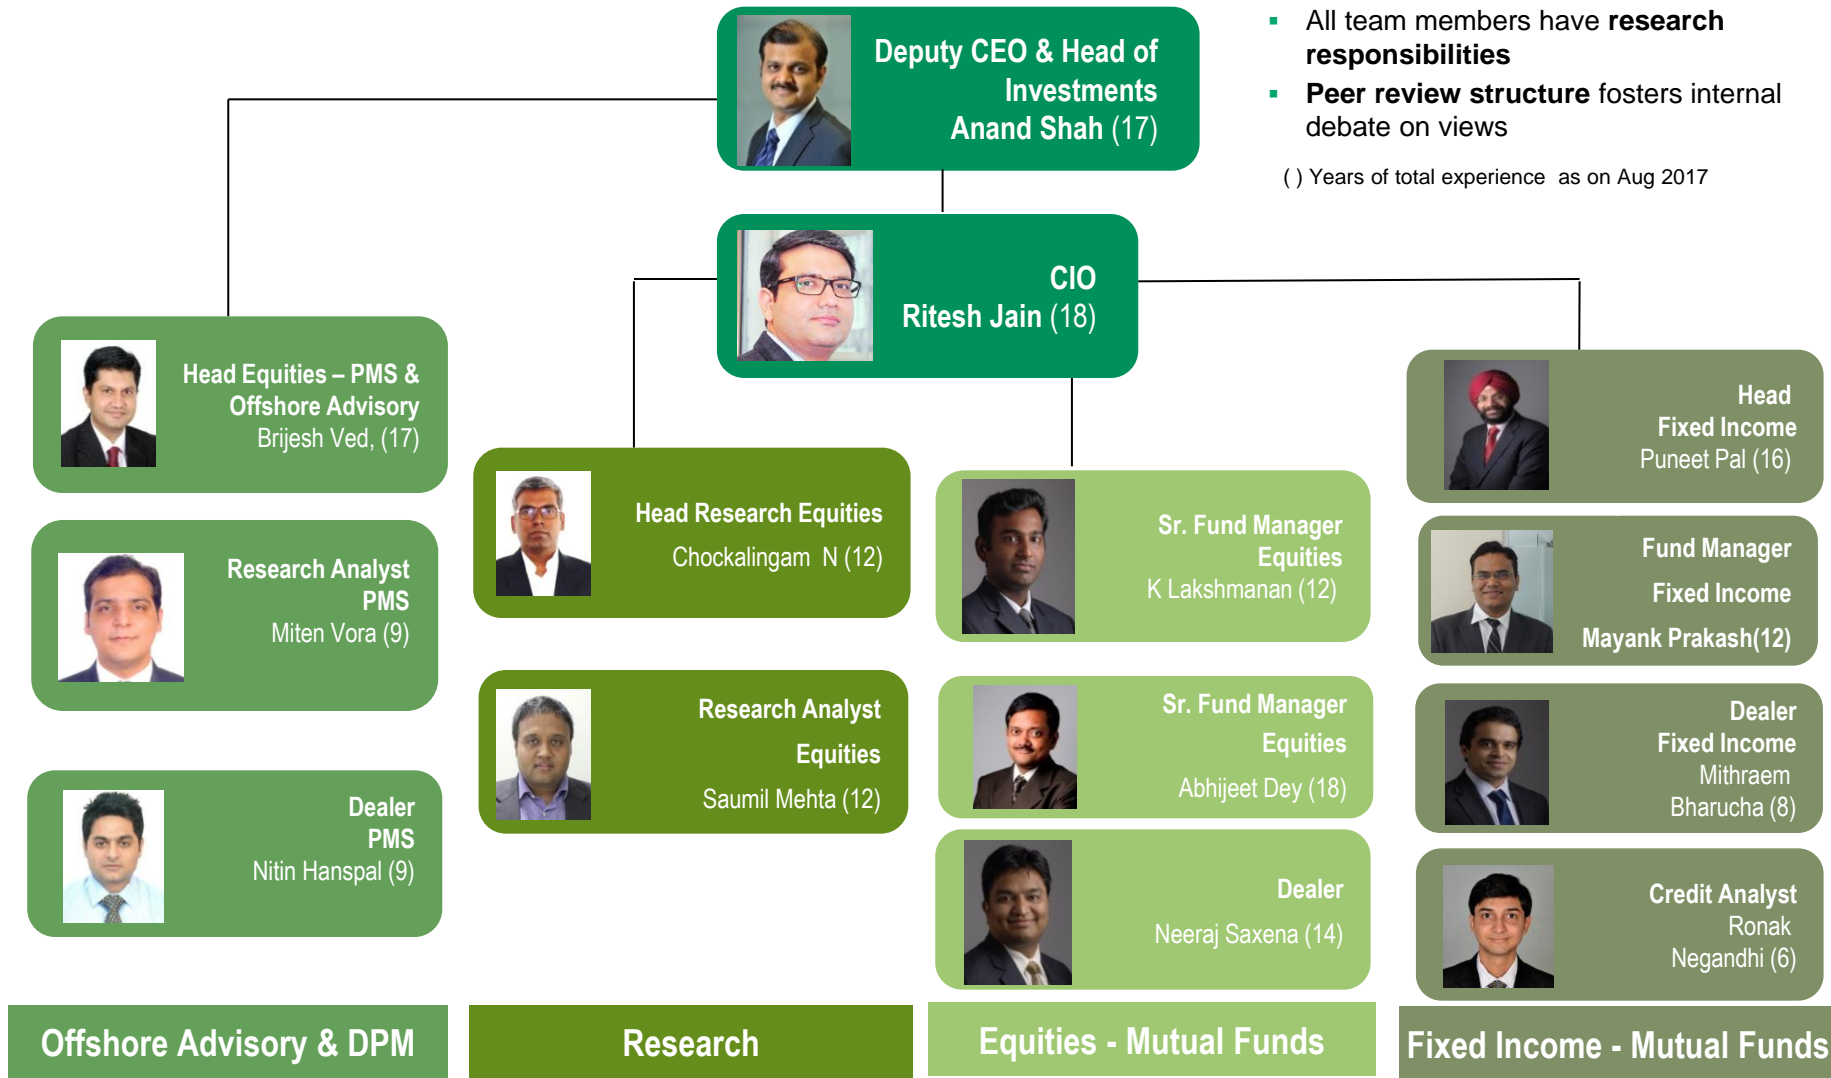 Deputy CEO & Head of
Investments
Anand Shah (17)
▪ All team members have research
responsibilities
▪ Peer review structure fosters internal
debate on views
( ) Years of total experience as on Aug 2017
CIO
Ritesh Jain (18)
Head Equities – PMS &
Offshore Advisory
Brijesh Ved, (17)
Research Analyst
PMS
Miten Vora (9)
Dealer
PMS
Nitin Hanspal (9)
Offshore Advisory & DPM
Head Research Equities
Chockalingam N (12)
Research Analyst
Equities
Saumil Mehta (12)
Research
Sr. Fund Manager
Equities
K Lakshmanan (12)
Sr. Fund Manager
Equities
Abhijeet Dey (18)
Dealer
Neeraj Saxena (14)
Equities - Mutual Funds
Head
Fixed Income
Puneet Pal (16)
Fund Manager
Fixed Income
Mayank Prakash(12)
Dealer
Fixed Income
Mithraem
Bharucha (8)
Credit Analyst
Ronak
Negandhi (6)
Fixed Income - Mutual Funds